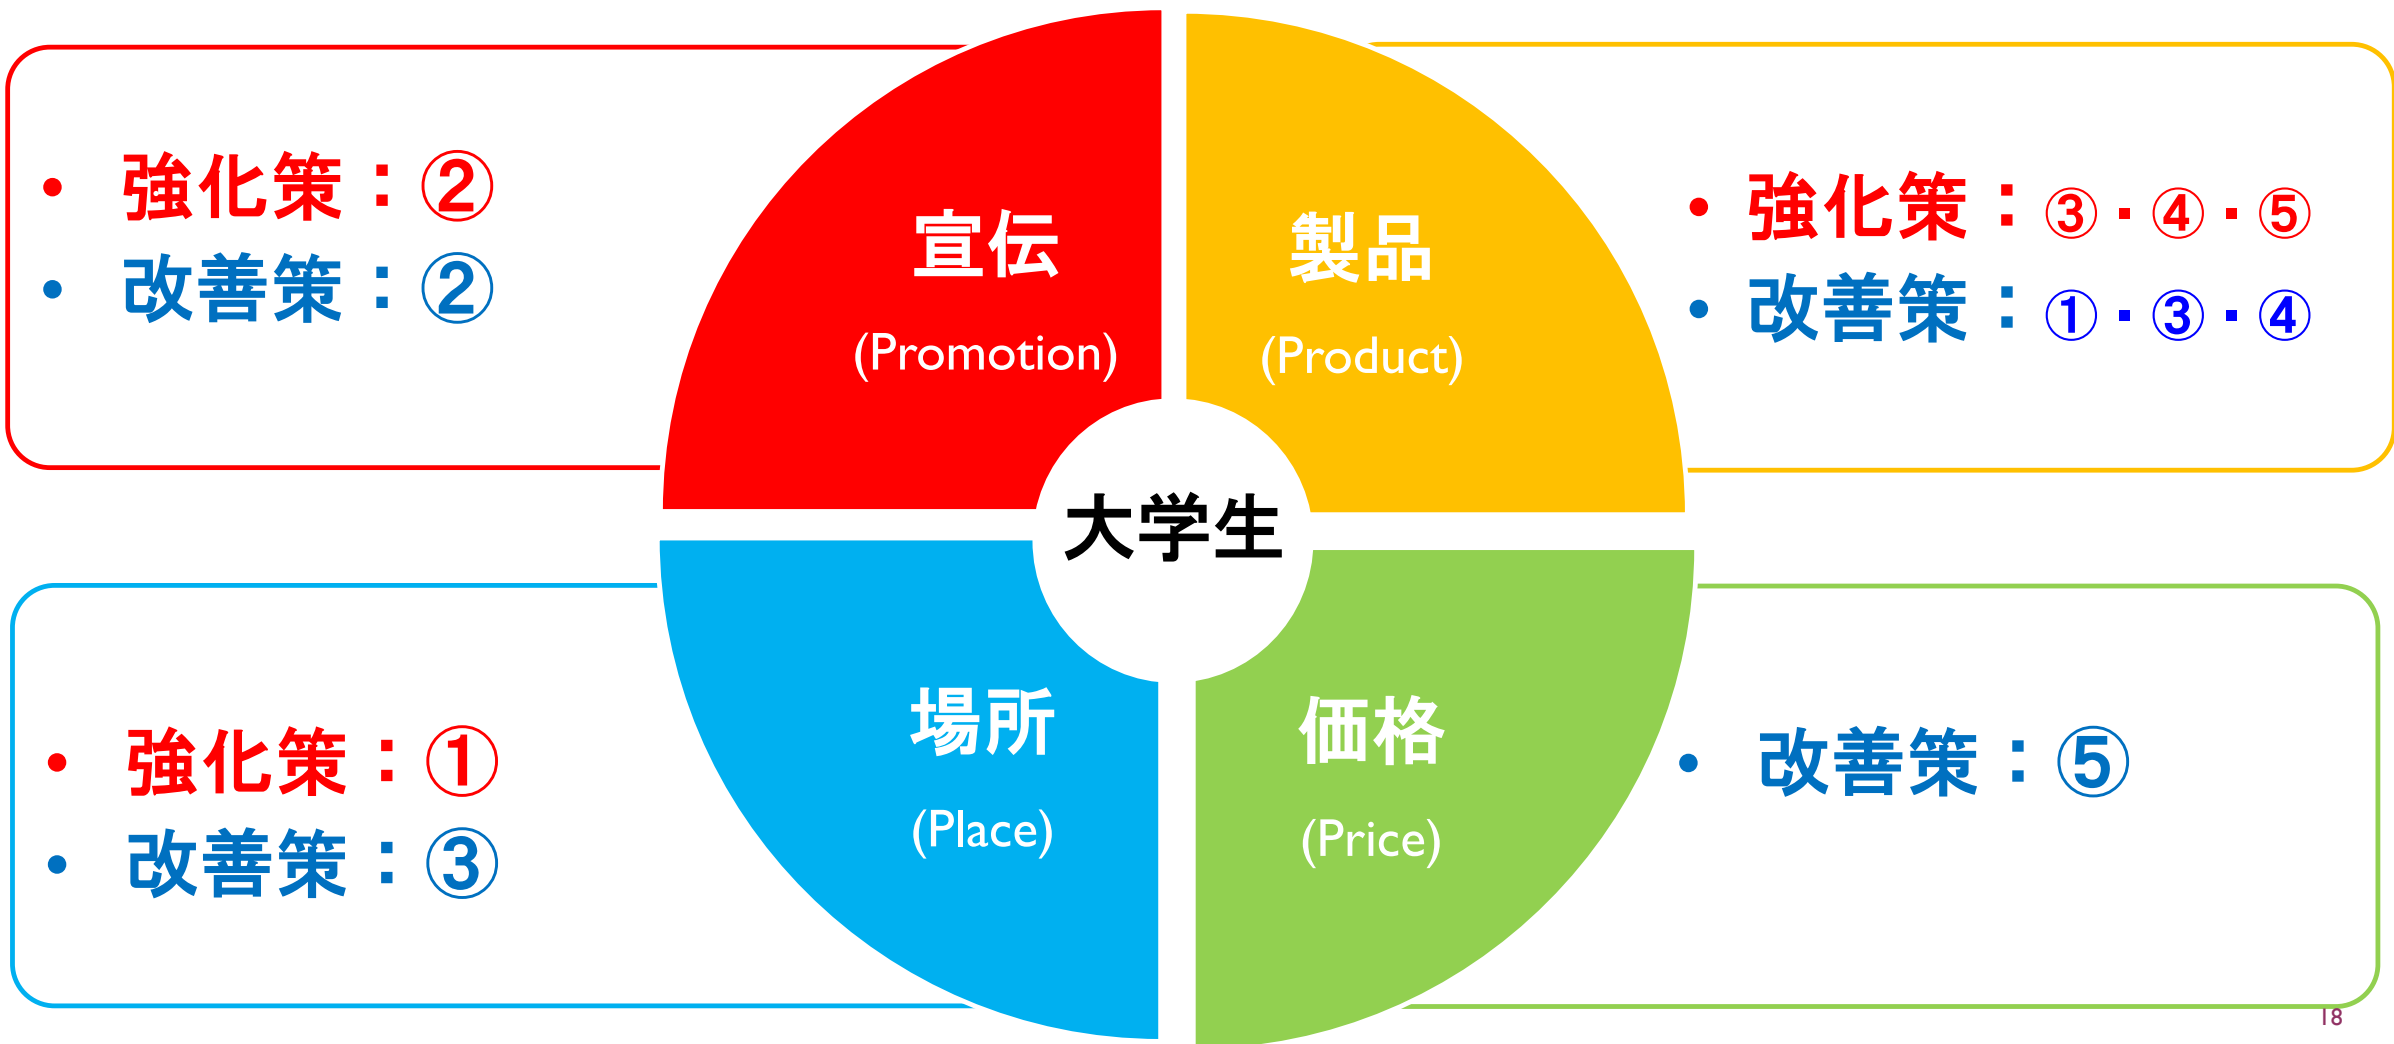 • 強化策：②
• 改善策：②
宣伝
(Promotion)
製品
(Product)
• 強化策：③・④・⑤
• 改善策：①・③・④
大学生
• 強化策：①
• 改善策：③
場所
(Place)
価格
(Price)
• 改善策：⑤
18